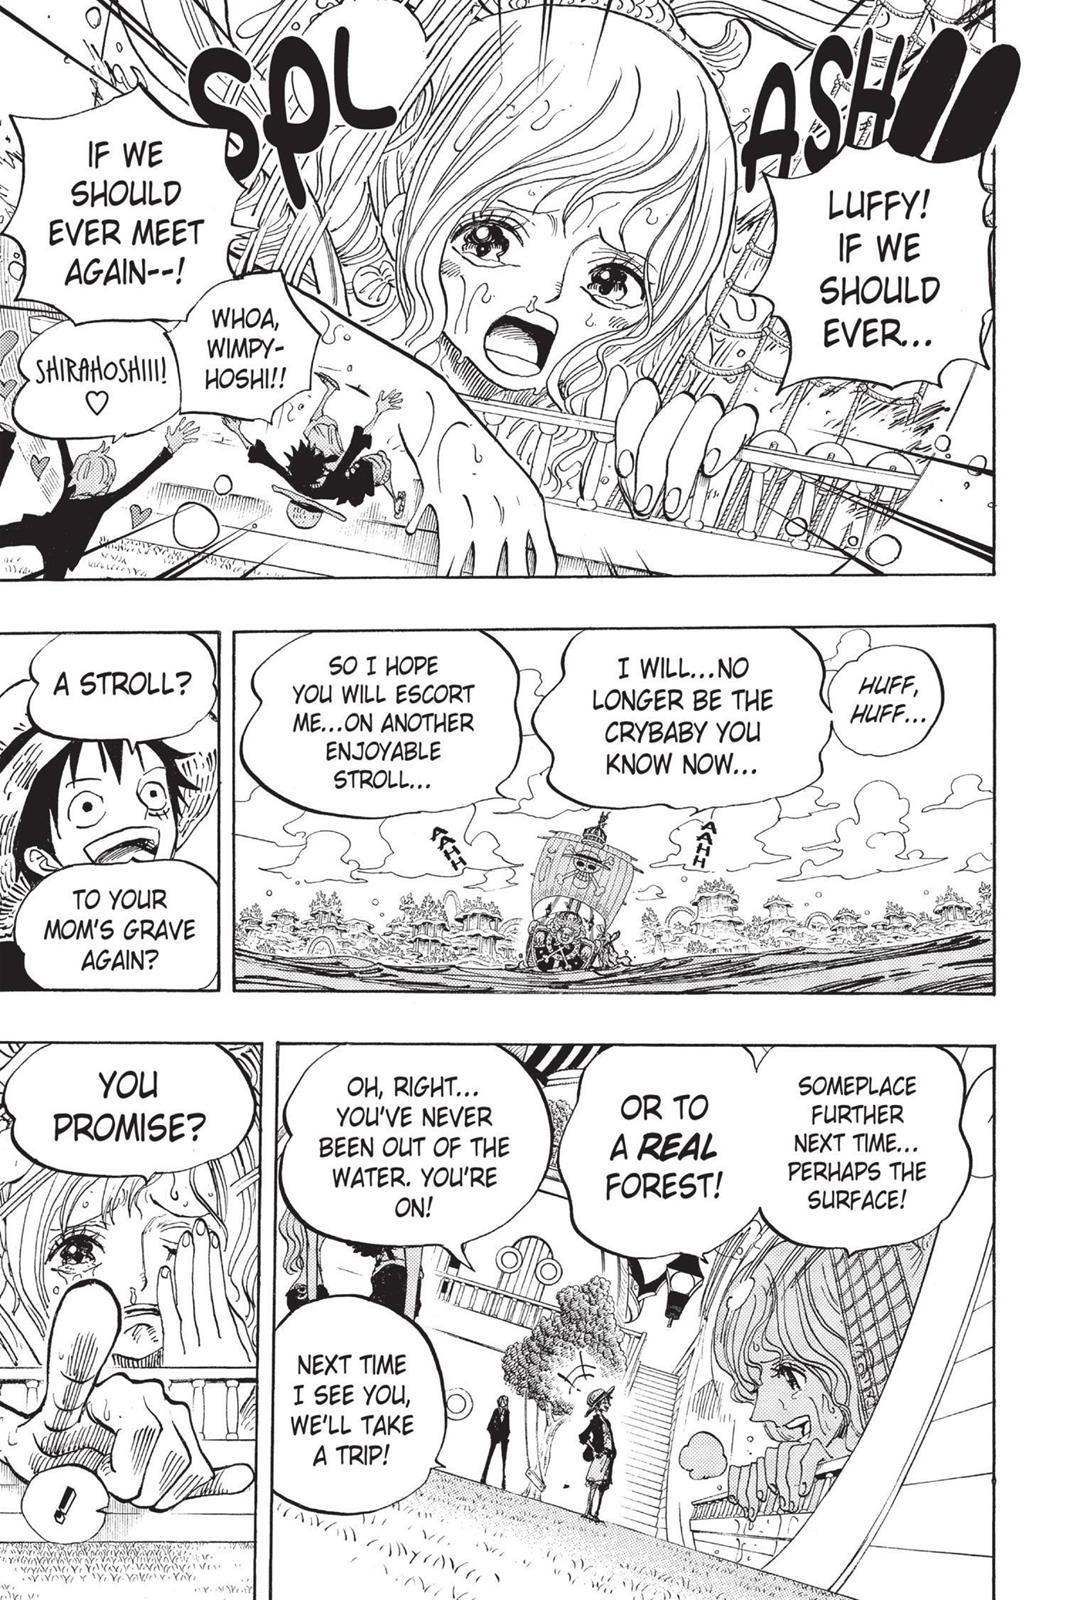 SPLASH!!
LUFFY!
IF WE
SHOULD
EVER...
IF WE
SHOULD
EVER MEET
AGAIN--!
WHOA,
WIMPY-
HOSHI!!
SHIRAHOSHIII!
♡
HUFF,
HUFF...
I WILL...NO
LONGER BE THE
CRYBABY YOU
KNOW NOW...
SO I HOPE
YOU WILL ESCORT
ME...ON ANOTHER
ENJOYABLE
STROLL...
AAHH
AAHH
A STROLL?
TO YOUR
MOM'S GRAVE
AGAIN?
SOMEPLACE
FURTHER
NEXT TIME...
PERHAPS THE
SURFACE!
OR TO
A REAL
FOREST!
OH, RIGHT...
YOU'VE NEVER
BEEN OUT OF THE
WATER. YOU'RE
ON!
NEXT TIME
I SEE YOU,
WE'LL TAKE
A TRIP!
YOU
PROMISE?
!